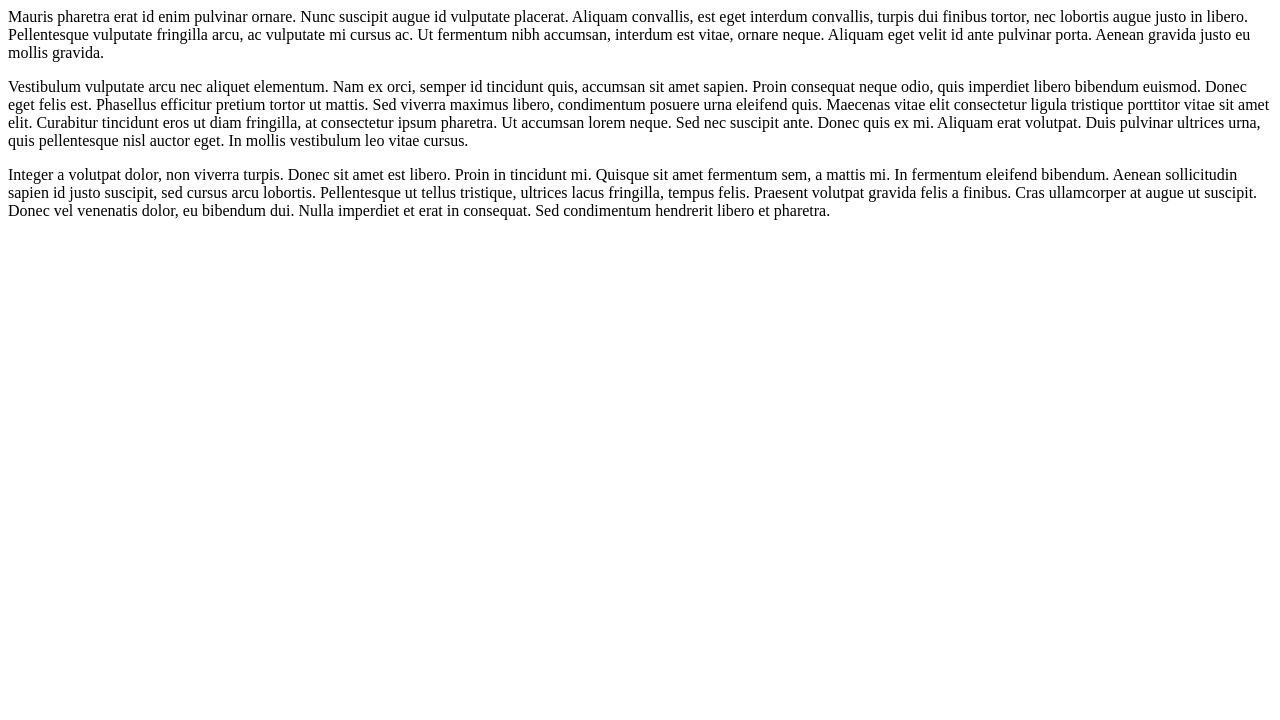 Mauris pharetra erat id enim pulvinar ornare. Nunc suscipit augue id vulputate placerat. Aliquam convallis, est eget interdum convallis, turpis dui finibus tortor, nec lobortis augue justo in libero.
Pellentesque vulputate fringilla arcu, ac vulputate mi cursus ac. Ut fermentum nibh accumsan, interdum est vitae, ornare neque. Aliquam eget velit id ante pulvinar porta. Aenean gravida justo eu
mollis gravida.
Vestibulum vulputate arcu nec aliquet elementum. Nam ex orci, semper id tincidunt quis, accumsan sit amet sapien. Proin consequat neque odio, quis imperdiet libero bibendum euismod. Donec
eget felis est. Phasellus efficitur pretium tortor ut mattis. Sed viverra maximus libero, condimentum posuere urna eleifend quis. Maecenas vitae elit consectetur ligula tristique porttitor vitae sit amet
elit. Curabitur tincidunt eros ut diam fringilla, at consectetur ipsum pharetra. Ut accumsan lorem neque. Sed nec suscipit ante. Donec quis ex mi. Aliquam erat volutpat. Duis pulvinar ultrices urna,
quis pellentesque nisl auctor eget. In mollis vestibulum leo vitae cursus.
Integer a volutpat dolor, non viverra turpis. Donec sit amet est libero. Proin in tincidunt mi. Quisque sit amet fermentum sem, a mattis mi. In fermentum eleifend bibendum. Aenean sollicitudin
sapien id justo suscipit, sed cursus arcu lobortis. Pellentesque ut tellus tristique, ultrices lacus fringilla, tempus felis. Praesent volutpat gravida felis a finibus. Cras ullamcorper at augue ut suscipit.
Donec vel venenatis dolor, eu bibendum dui. Nulla imperdiet et erat in consequat. Sed condimentum hendrerit libero et pharetra.